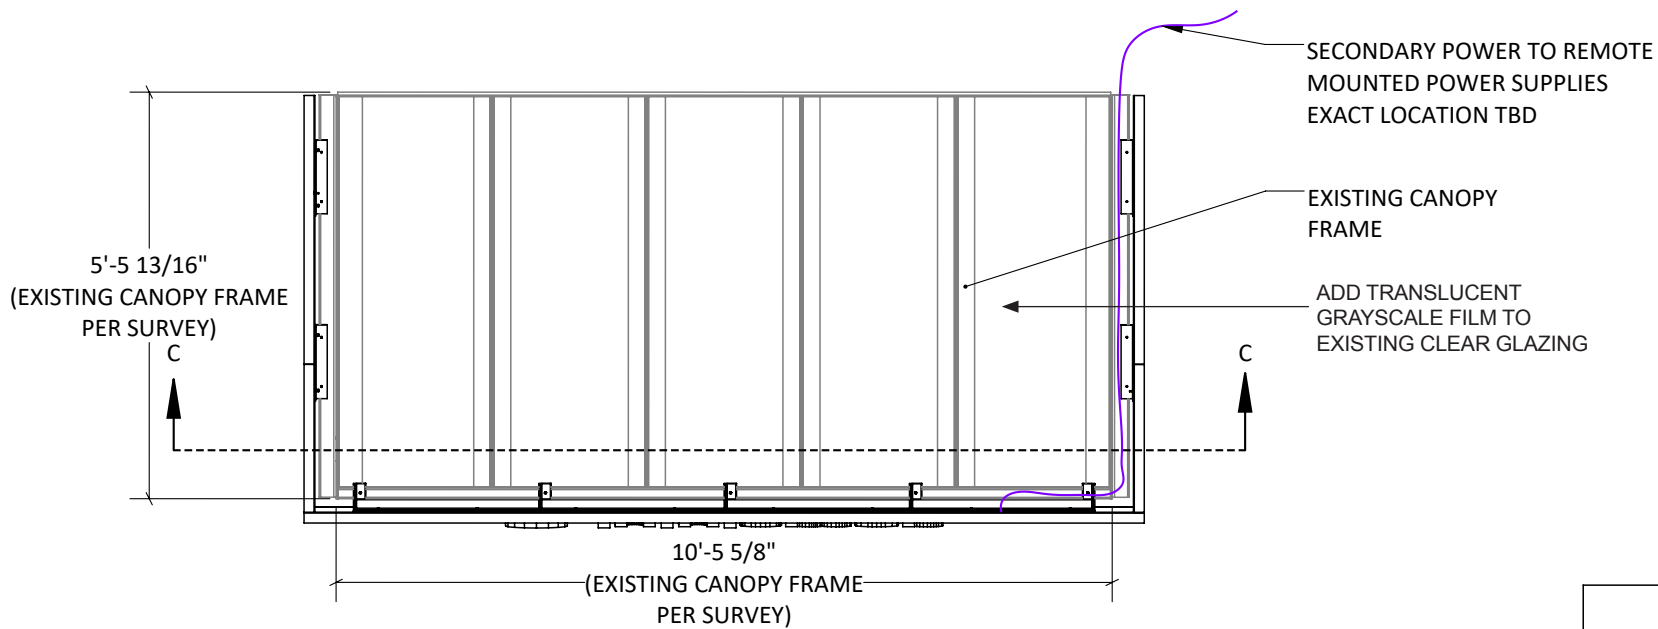 SECONDARY POWER TO REMOTE
MOUNTED POWER SUPPLIES
EXACT LOCATION TBD
EXISTING CANOPY
FRAME
5'-5 13/16"
(EXISTING CANOPY FRAME
PER SURVEY)
ADD TRANSLUCENT
GRAYSCALE FILM TO
EXISTING CLEAR GLAZING
C
C
10'-5 5/8"
(EXISTING CANOPY FRAME
PER SURVEY)